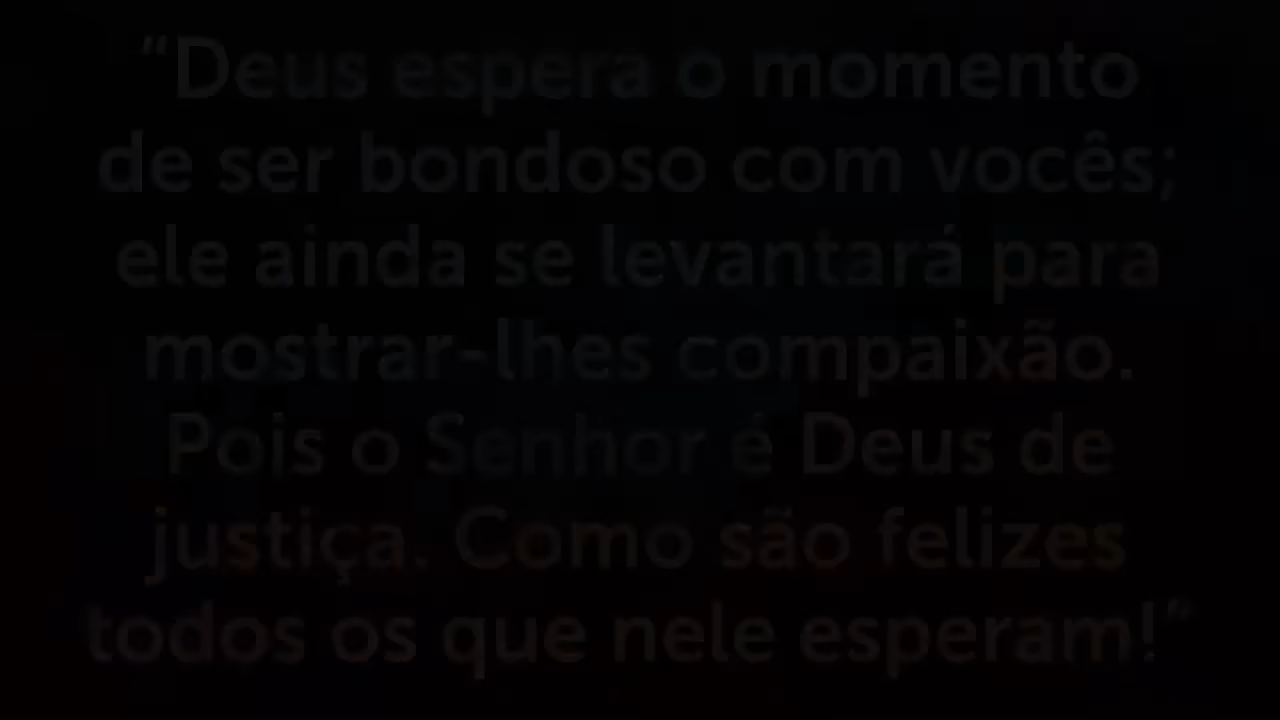 “Deus espera o momento
de ser bondoso com vocês;
ele ainda se levantará para
mostrar-lhes compaixão.
Pois o Senhor é Deus de
justiça. Como são felizes
todos os que nele esperam!”